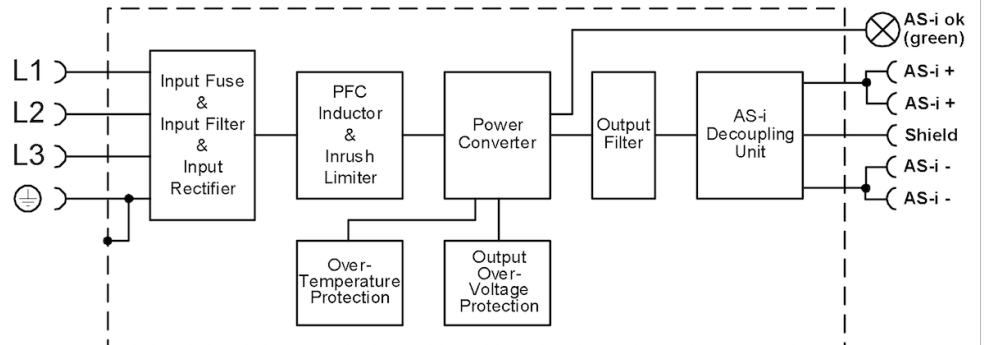 L1
L2
L3
Input Fuse
&
Input Filter
&
Input
Rectifier
PFC
Inductor
&
Inrush
Limiter
Power
Converter
Output
Filter
AS-i
Decoupling
Unit
AS-i ok
(green)
AS-i +
AS-i +
Shield
AS-i -
AS-i -
Over-
Temperature
Protection
Output
Over-
Voltage
Protection